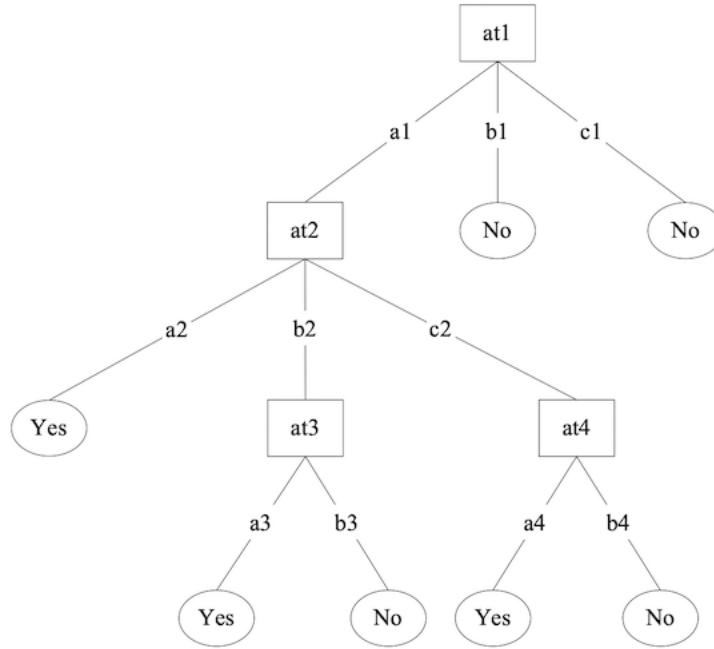 at1
a1 b1 c1
at2 No No
a2 b2 c2
Yes at3 at4
a3 b3 a4 b4
Yes No Yes No